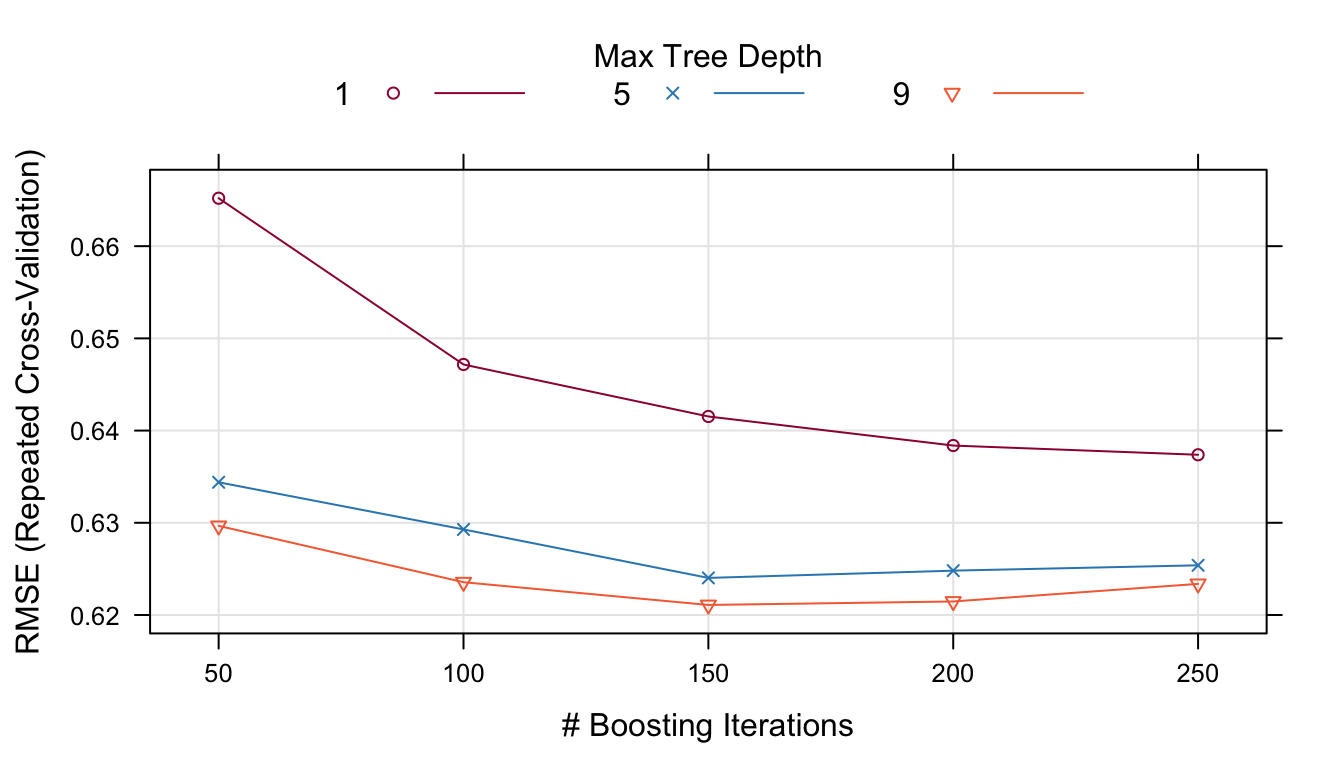 Max Tree Depth
1 5 9
RMSE (Repeated Cross-Validation)
0.66
0.65
0.64
0.63
0.62
50 100 150 200 250
# Boosting Iterations